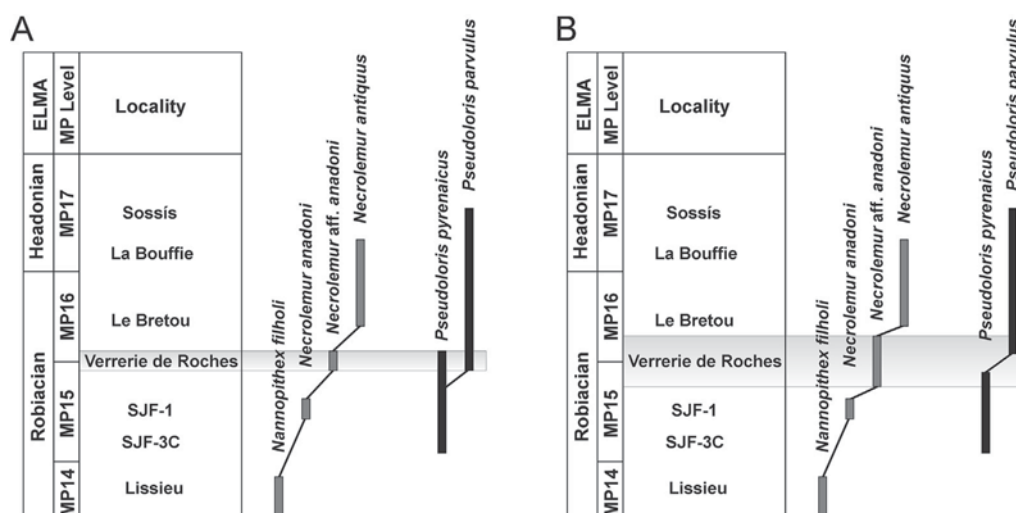 A
ELMA
MP Level
Locality
Headonian
Robiacian
MP17
MP16
MP15
MP14
Sossís
La Bouffie
Le Bretou
Verrerie de Roches
SJF-1
SJF-3C
Lissieu
Nannopithex filholi
Necrolemur anadoni
Necrolemur aff. anadoni
Necrolemur antiquus
Pseudoloris pyrenaicus
Pseudoloris parvulus
B
ELMA
MP Level
Locality
Headonian
Robiacian
MP17
MP16
MP15
MP14
Sossís
La Bouffie
Le Bretou
Verrerie de Roches
SJF-1
SJF-3C
Lissieu
Nannopithex filholi
Necrolemur anadoni
Necrolemur aff. anadoni
Necrolemur antiquus
Pseudoloris pyrenaicus
Pseudoloris parvulus